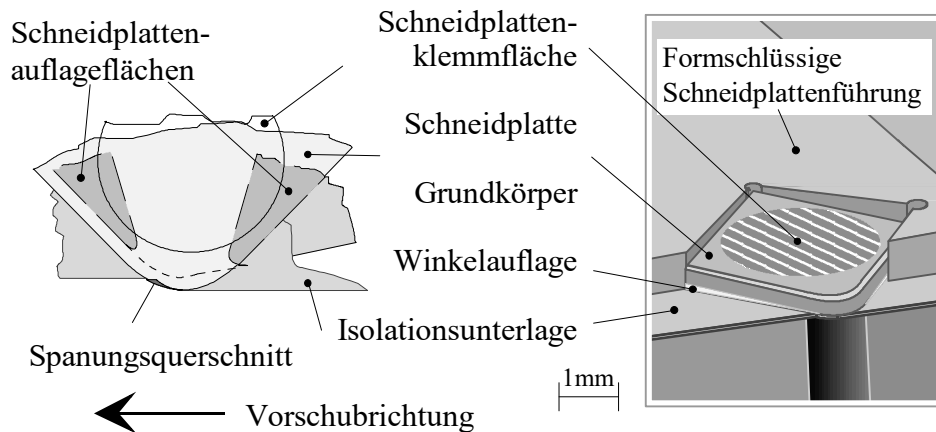 Schneidplatten-
auflageflächen
Schneidplatten-
klemmfläche
Schneidplatte
Grundkörper
Winkelauflage
Isolationsunterlage
Formschlüssige
Schneidplattenführung
Spanungsquerschnitt
1mm
Vorschubrichtung